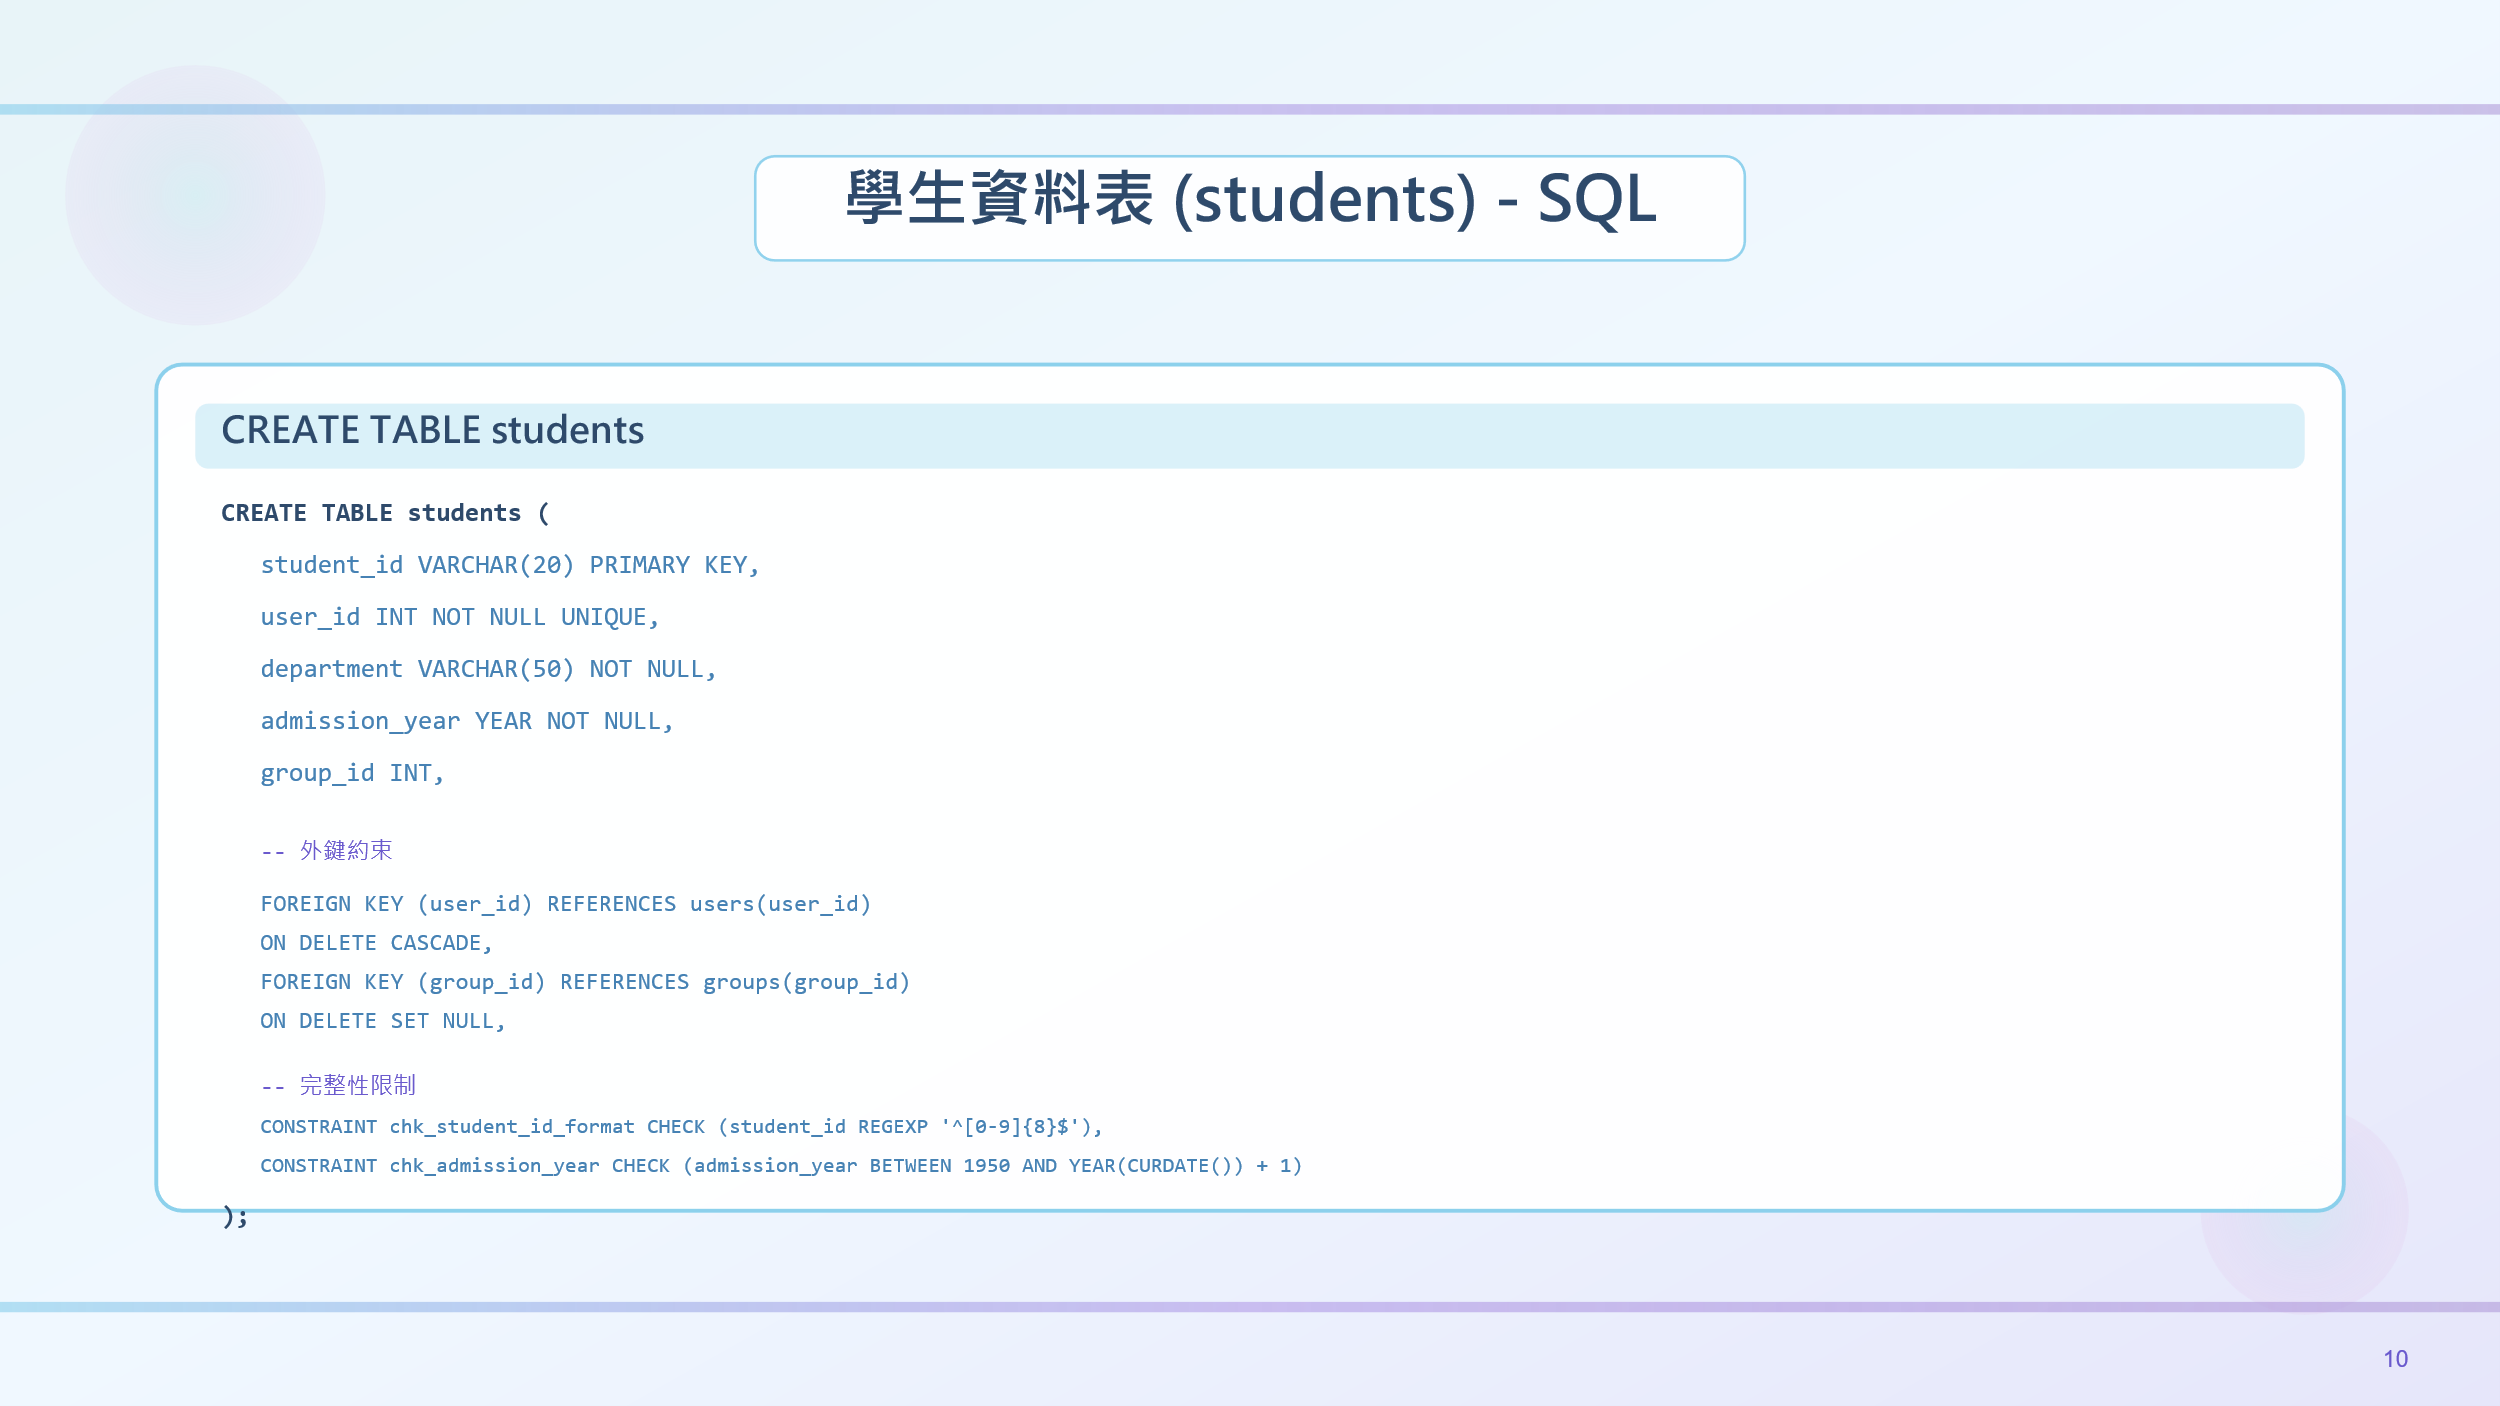 學生資料表 (students) - SQL
CREATE TABLE students
CREATE TABLE students (
student_id VARCHAR(20) PRIMARY KEY,
user_id INT NOT NULL UNIQUE,
department VARCHAR(50) NOT NULL,
admission_year YEAR NOT NULL,
group_id INT,
-- 外鍵約束
FOREIGN KEY (user_id) REFERENCES users(user_id)
ON DELETE CASCADE,
FOREIGN KEY (group_id) REFERENCES groups(group_id)
ON DELETE SET NULL,
-- 完整性限制
CONSTRAINT chk_student_id_format CHECK (student_id REGEXP '^[0-9]{8}$'),
CONSTRAINT chk_admission_year CHECK (admission_year BETWEEN 1950 AND YEAR(CURDATE()) + 1)
);
10